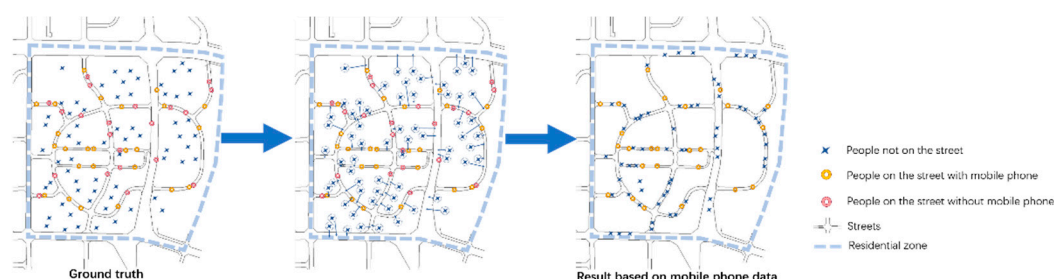 People not on the street
People on the street with mobile phone
People on the street without mobile phone
Streets
Residential zone
Ground truth
Result based on mobile phone data